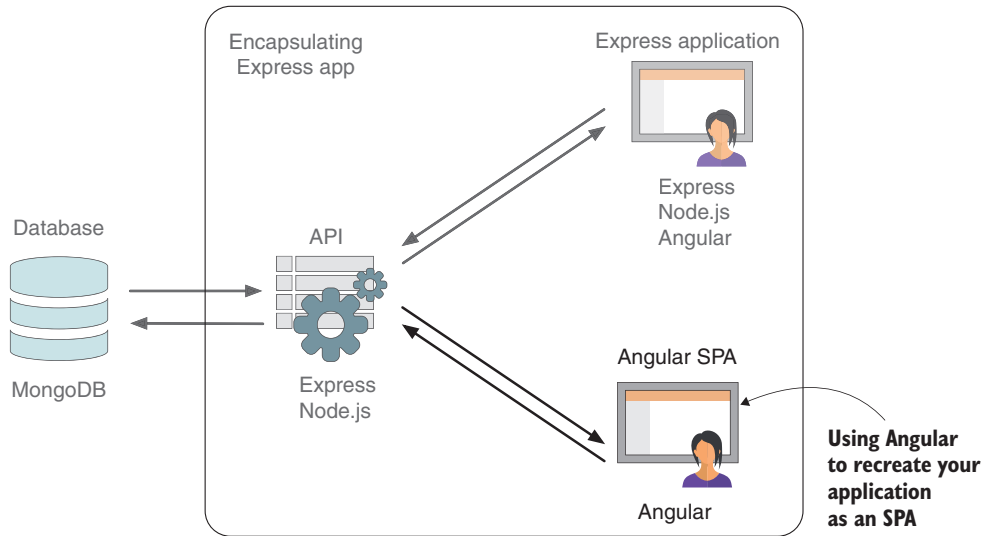 Encapsulating
Express app
Express application
Express
Node.js
Angular
Database
MongoDB
API
Express
Node.js
Angular SPA
Angular
Using Angular
to recreate your
application
as an SPA